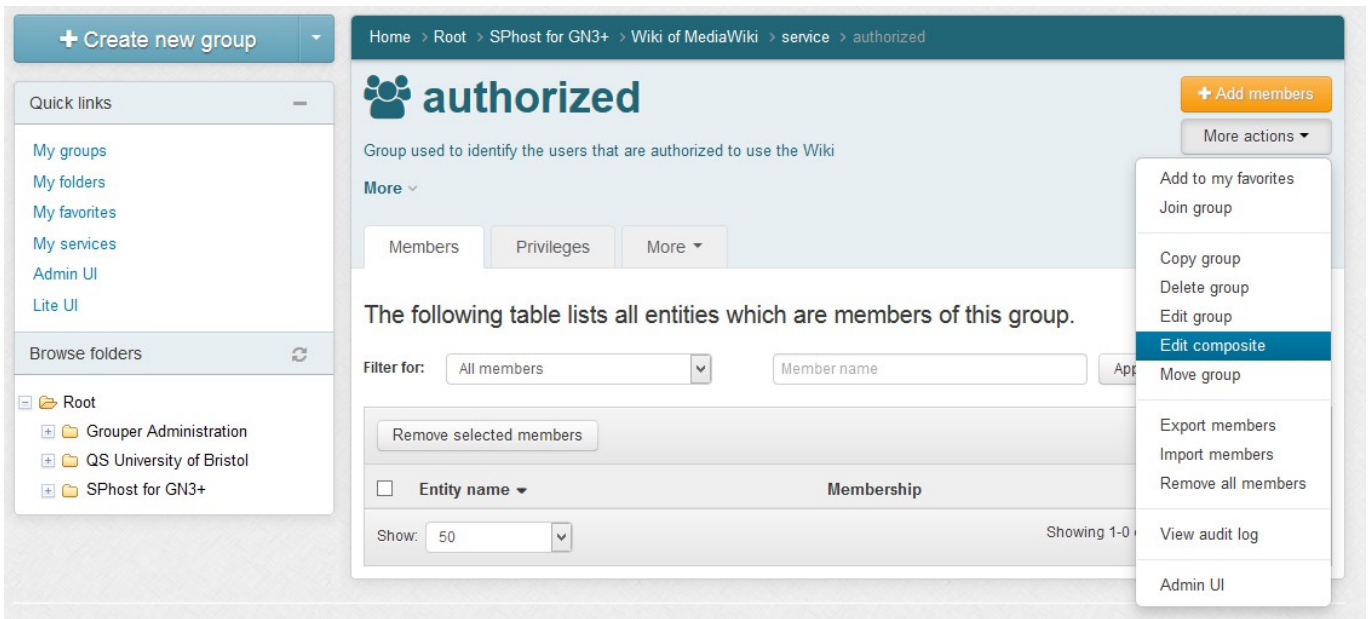 + Create new group
Quick links
My groups
My folders
My favorites
My services
Admin UI
Lite UI
Browse folders
Root
Grouper Administration
QS University of Bristol
SPhost for GN3+
Home > Root > SPhost for GN3+ > Wiki of MediaWiki > service > authorized
authorized
Group used to identify the users that are authorized to use the Wiki
More
+ Add members
More actions
Add to my favorites
Join group
Copy group
Delete group
Edit group
Edit composite
Move group
Export members
Import members
Remove all members
View audit log
Admin UI
Members Privileges More
The following table lists all entities which are members of this group.
Filter for: All members Member name App
Remove selected members
Entity name Membership
Show: 50 Showing 1-0